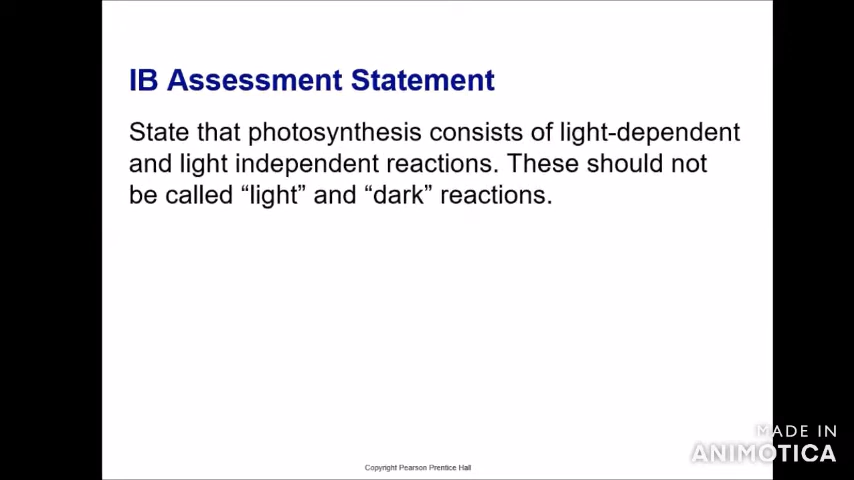 IB Assessment Statement
State that photosynthesis consists of light-dependent
and light independent reactions. These should not
be called “light” and “dark” reactions.
Copyright Pearson Prentice Hall
MADE IN
ANIMOTICA